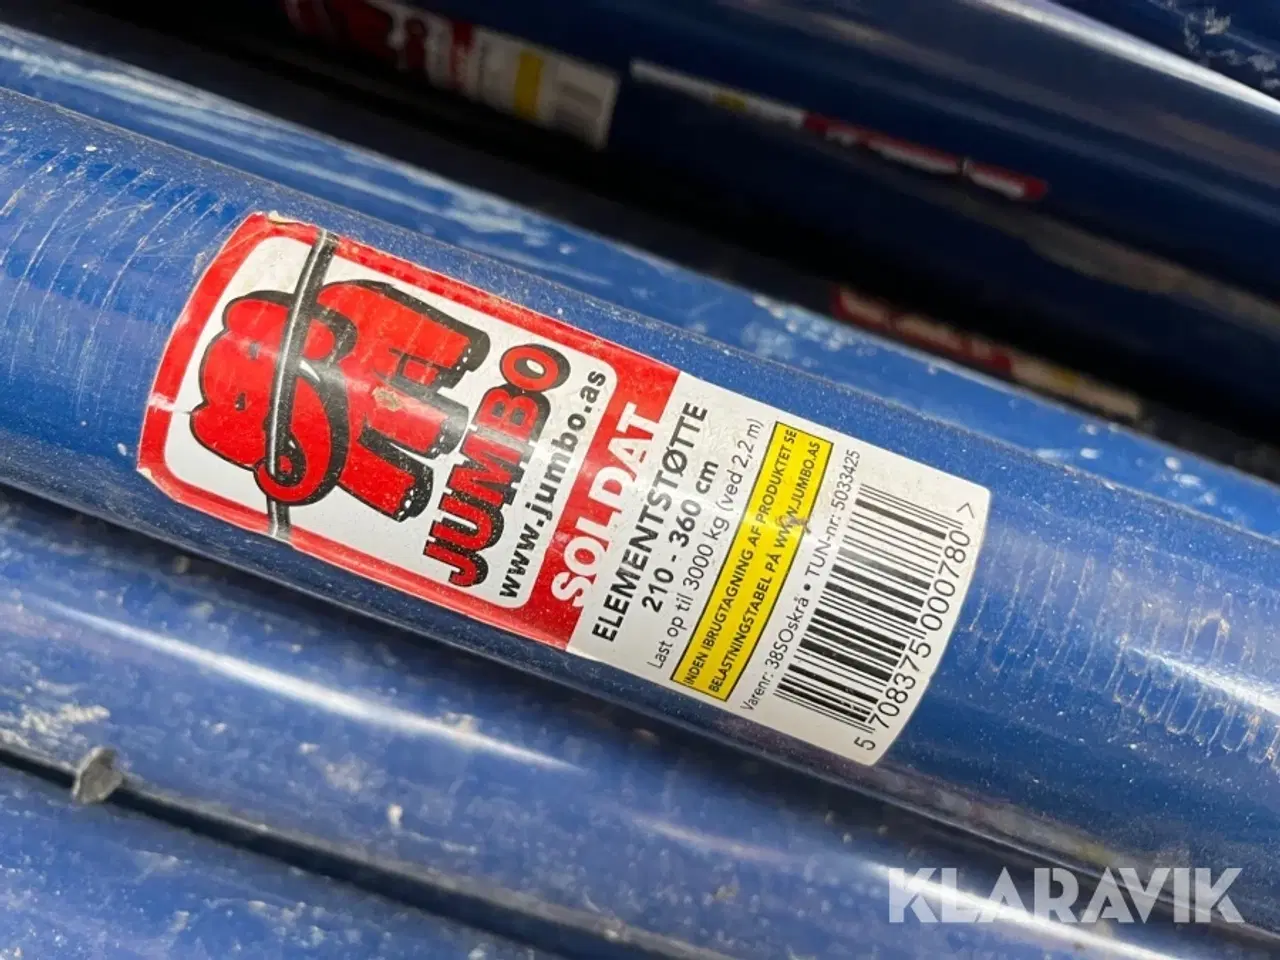 JUMBO
www.jumbo.as
SOLDAT
ELEMENTSTØTTE
210 - 360 cm
Last op til 3000 kg (ved 2,2 m)
INDEN IBRUGTAGNING AF PRODUKTET SE
BELASTNINGSTABEL PÅ WWW.JUMBO.AS
Varenr: 38SOskrå • TUN-nr: 5033425
5 708375 000780 >
KLARAVIK